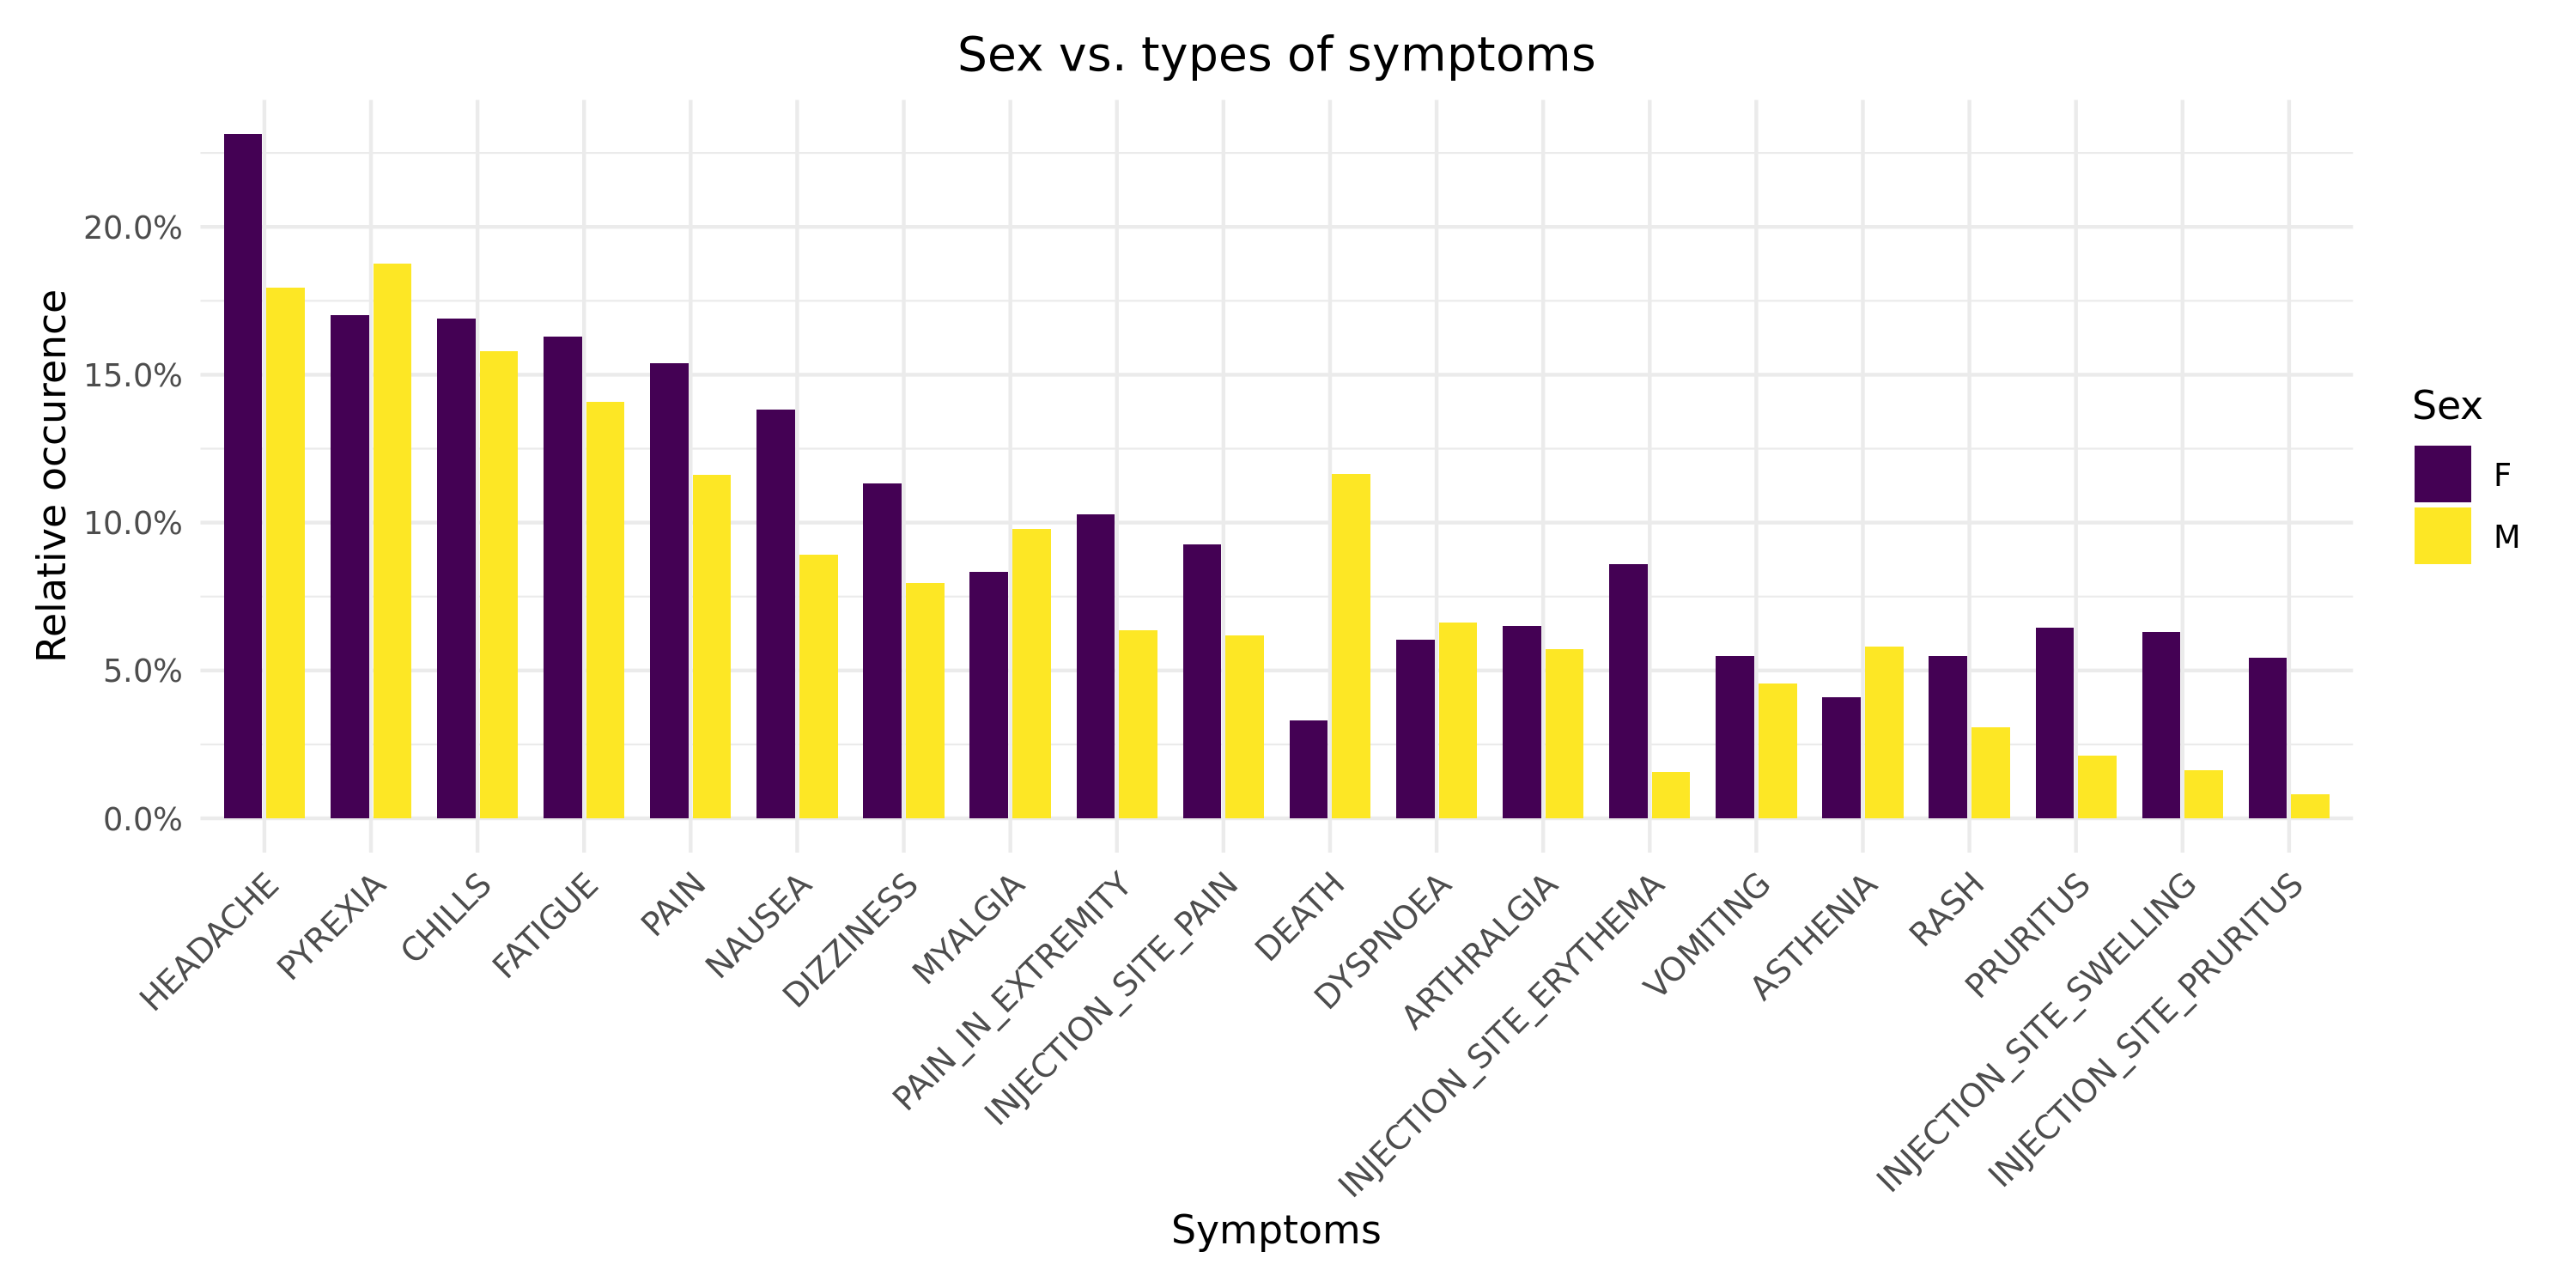 Sex vs. types of symptoms
Relative occurence
20.0%
15.0%
10.0%
5.0%
0.0%
HEADACHE
PYREXIA
CHILLS
FATIGUE
PAIN
NAUSEA
DIZZINESS
MYALGIA
PAIN_IN_EXTREMITY
INJECTION_SITE_PAIN
DEATH
DYSPNOEA
ARTHRALGIA
INJECTION_SITE_ERYTHEMA
VOMITING
ASTHENIA
RASH
PRURITUS
INJECTION_SITE_SWELLING
INJECTION_SITE_PRURITUS
Symptoms
Sex
F
M